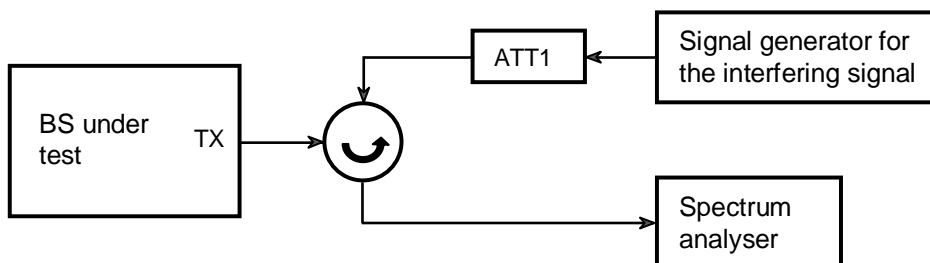 BS under
test
TX
ATT1
Signal generator for
the interfering signal
Spectrum
analyser